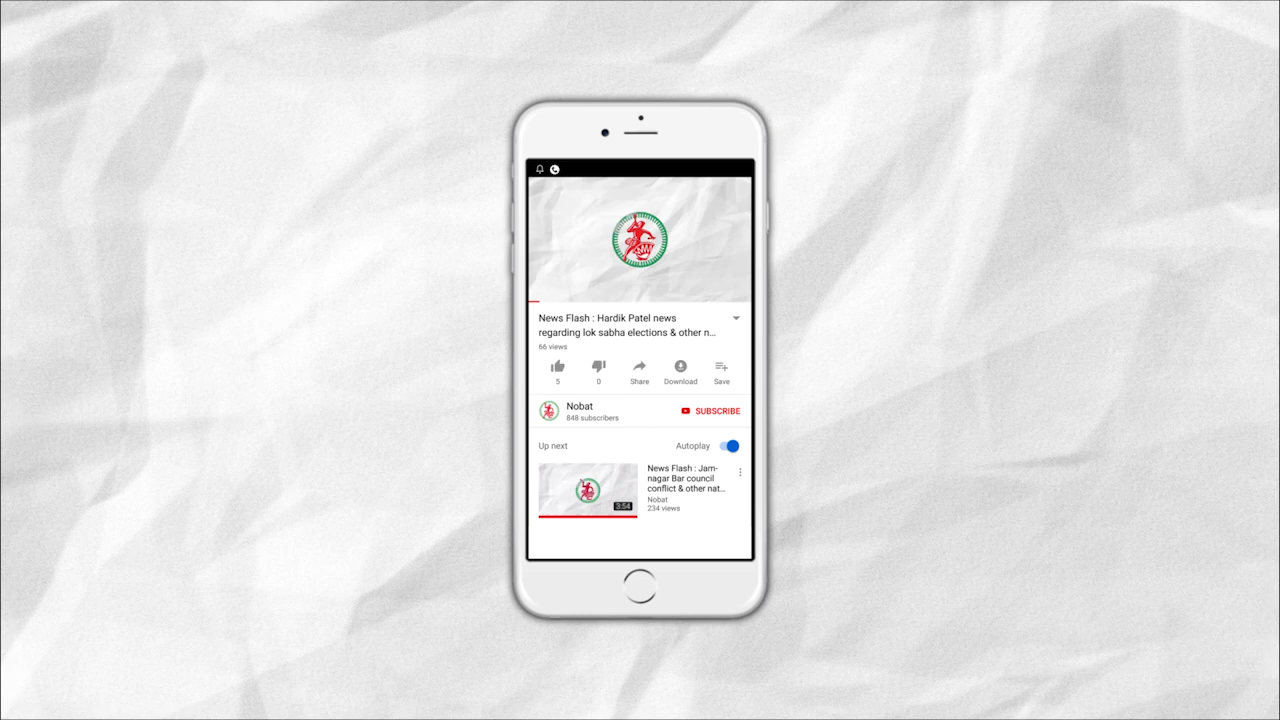 News Flash : Hardik Patel news
regarding lok sabha elections & other n...
66 views
5
0
Share
Download
Save
Nobat
848 subscribers
SUBSCRIBE
Up next
Autoplay
News Flash : Jam-
nagar Bar council
conflict & other nat...
Nobat
234 views
3:54